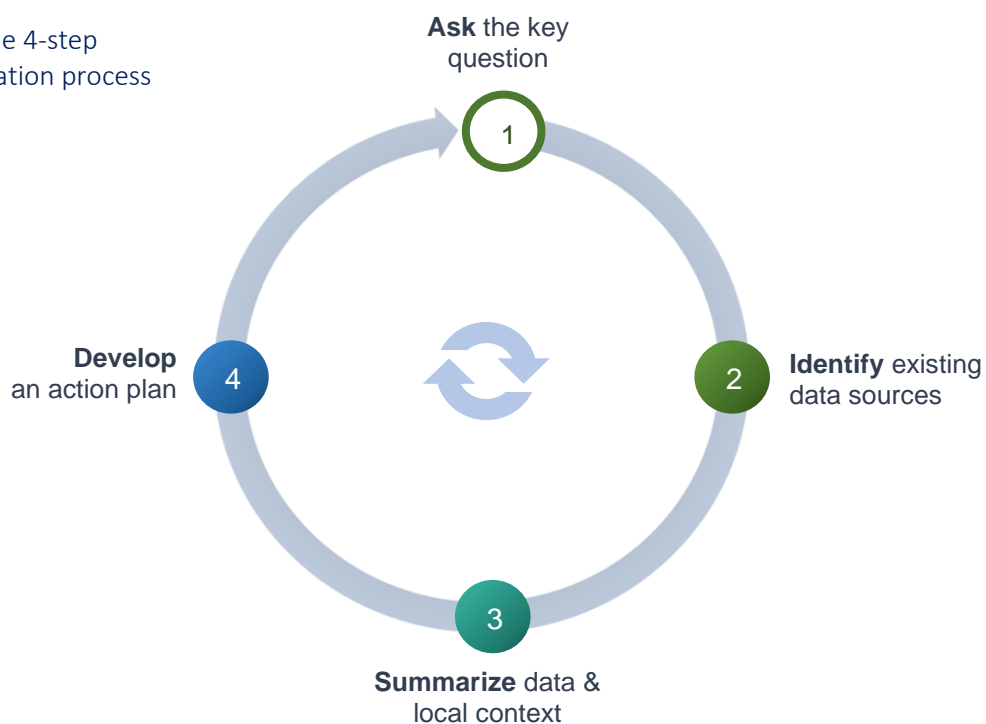 e 4-step
ation process
Ask the key
question
1
Identify existing
data sources
2
3
Summarize data &
local context
Develop
an action plan
4